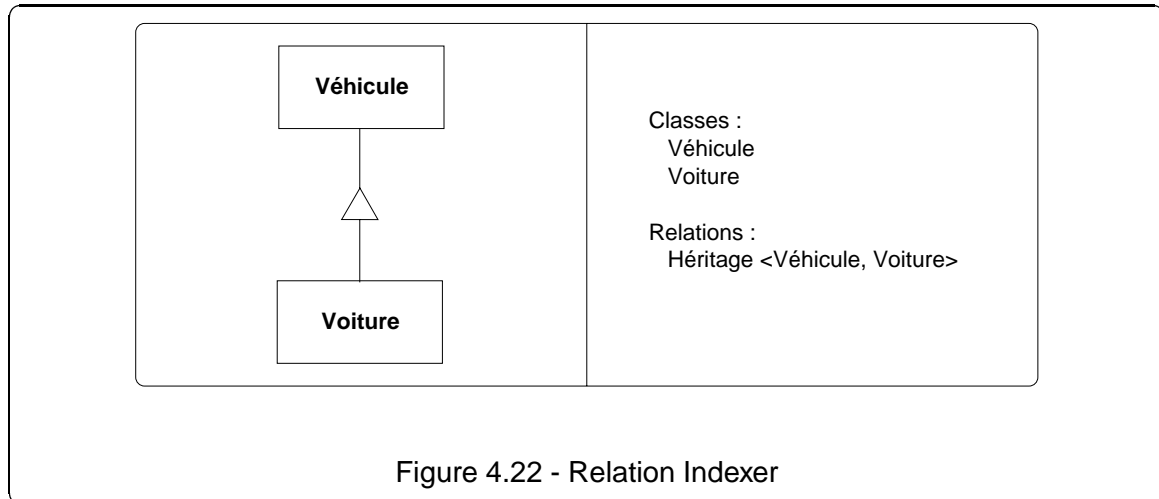 Véhicule
Voiture
Classes :
Véhicule
Voiture
Relations :
Héritage <Véhicule, Voiture>
Figure 4.22 - Relation Indexer